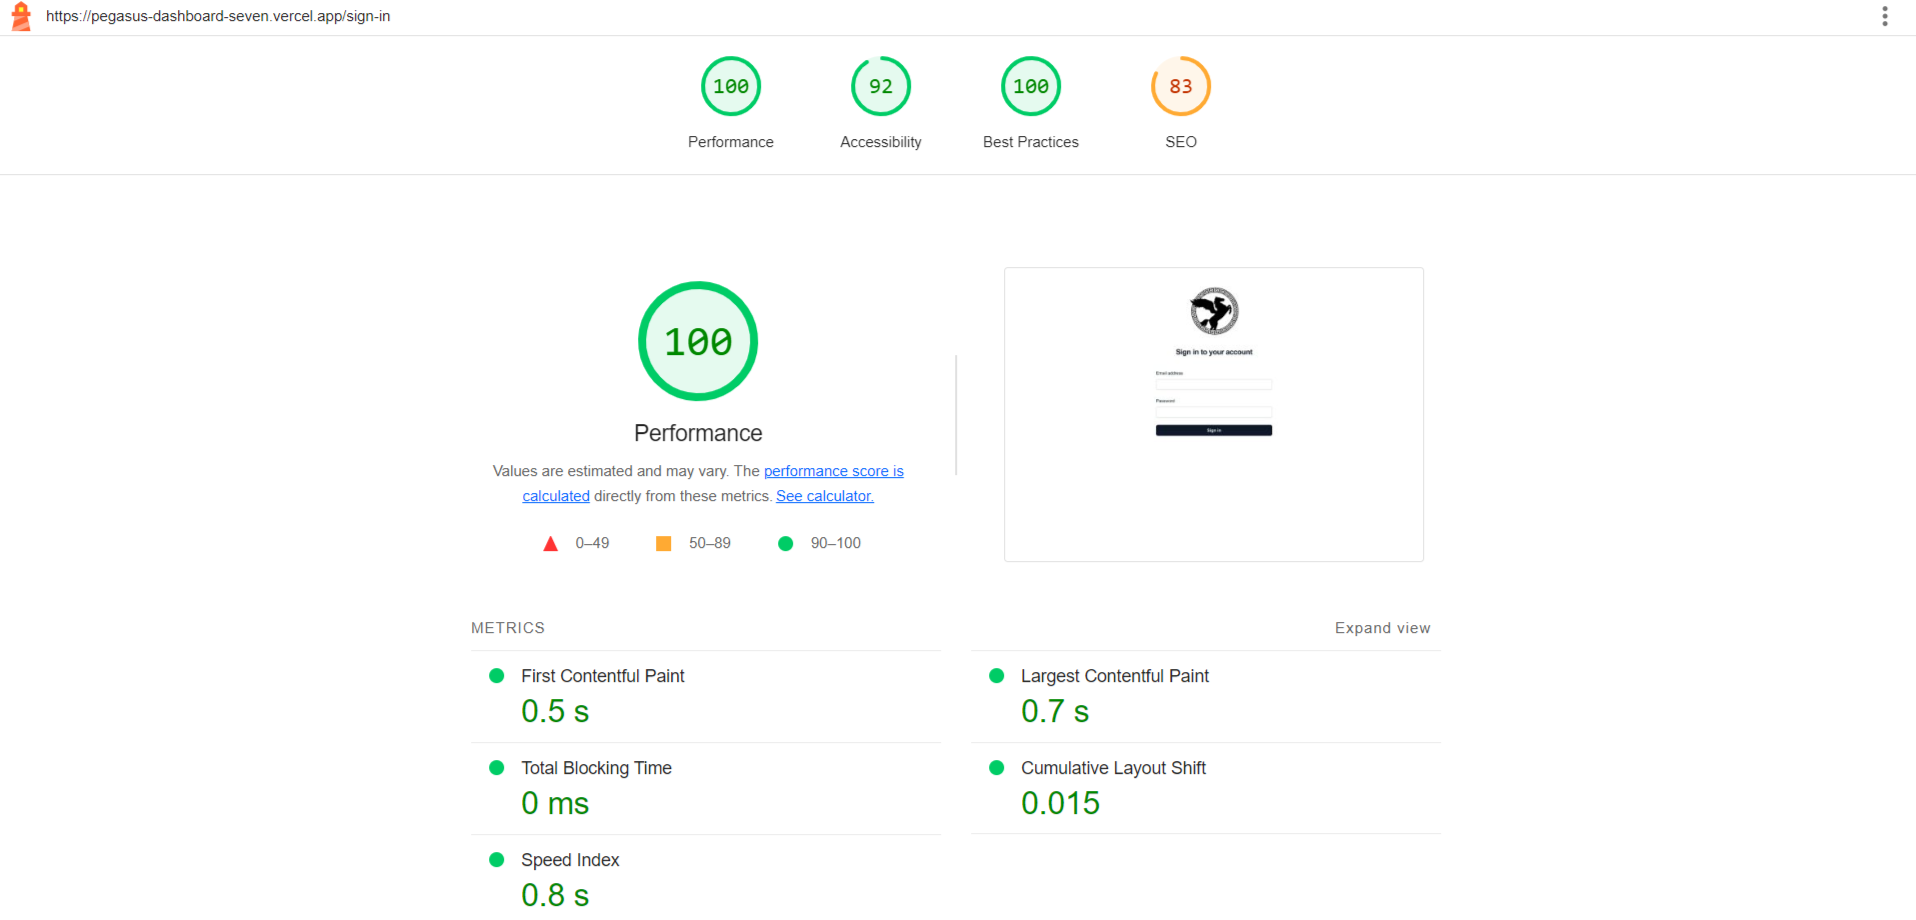 https://pegasus-dashboard-seven.vercel.app/sign-in
100
92
100
83
Performance
Accessibility
Best Practices
SEO
100
Performance
Values are estimated and may vary. The performance score is
calculated directly from these metrics. See calculator.
0–49
50–89
90–100
Sign in to your account
Email address
Password
Sign in
METRICS
Expand view
First Contentful Paint
0.5 s
Largest Contentful Paint
0.7 s
Total Blocking Time
0 ms
Cumulative Layout Shift
0.015
Speed Index
0.8 s